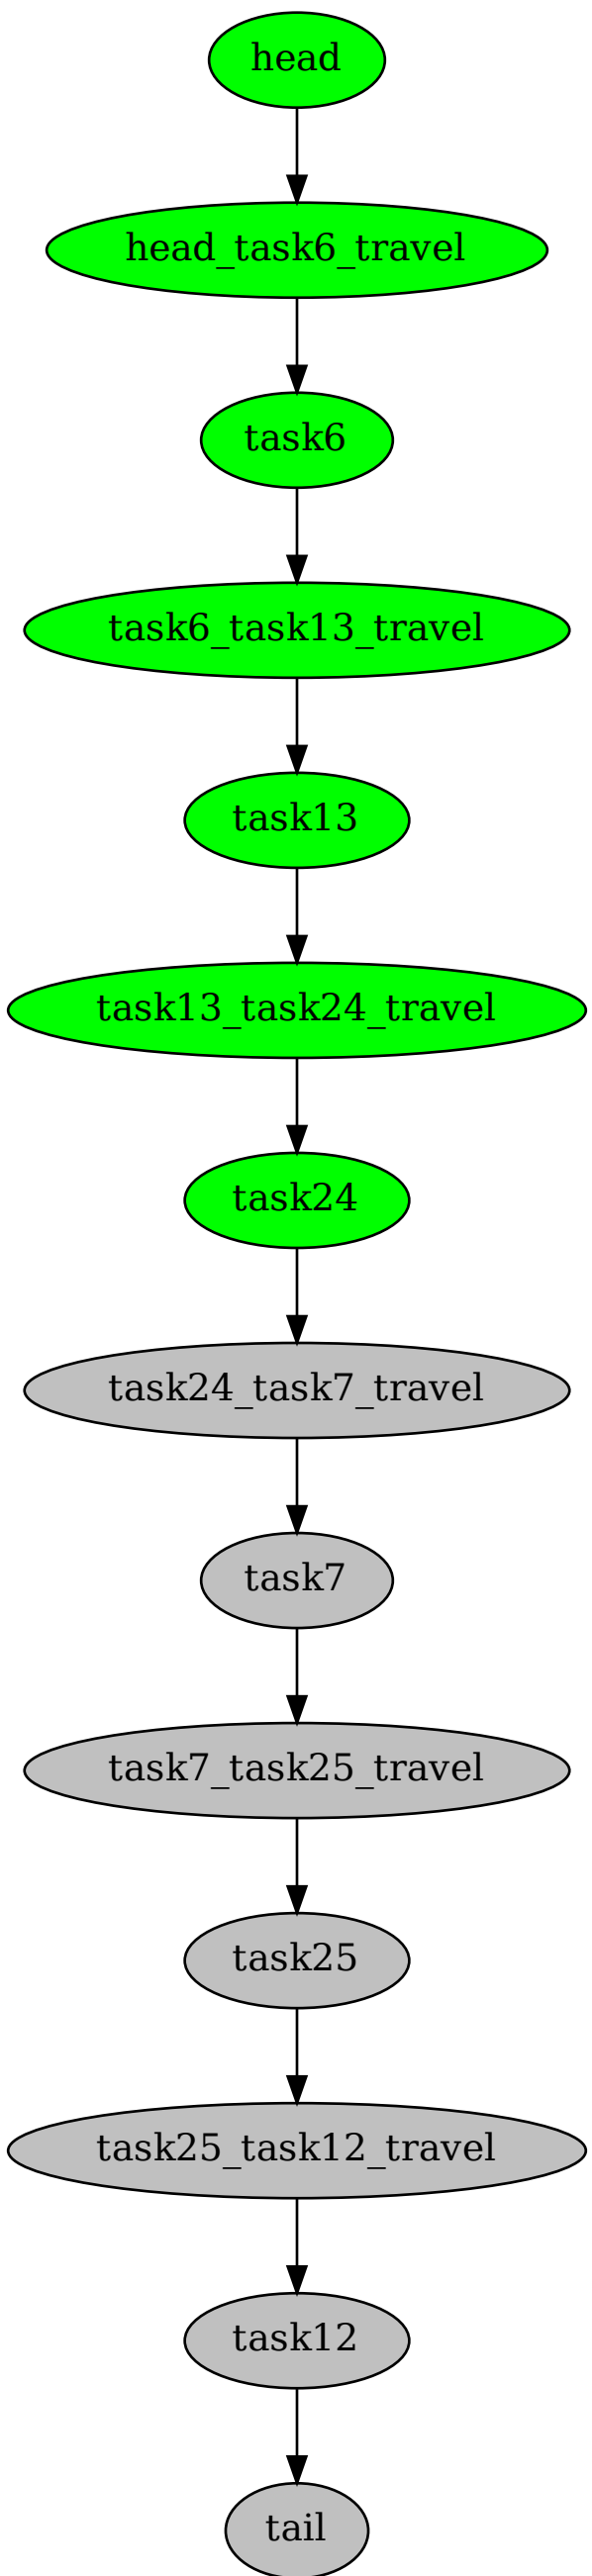 head
head_task6_travel
task6
task6_task13_travel
task13
task13_task24_travel
task24
task24_task7_travel
task7
task7_task25_travel
task25
task25_task12_travel
task12
tail